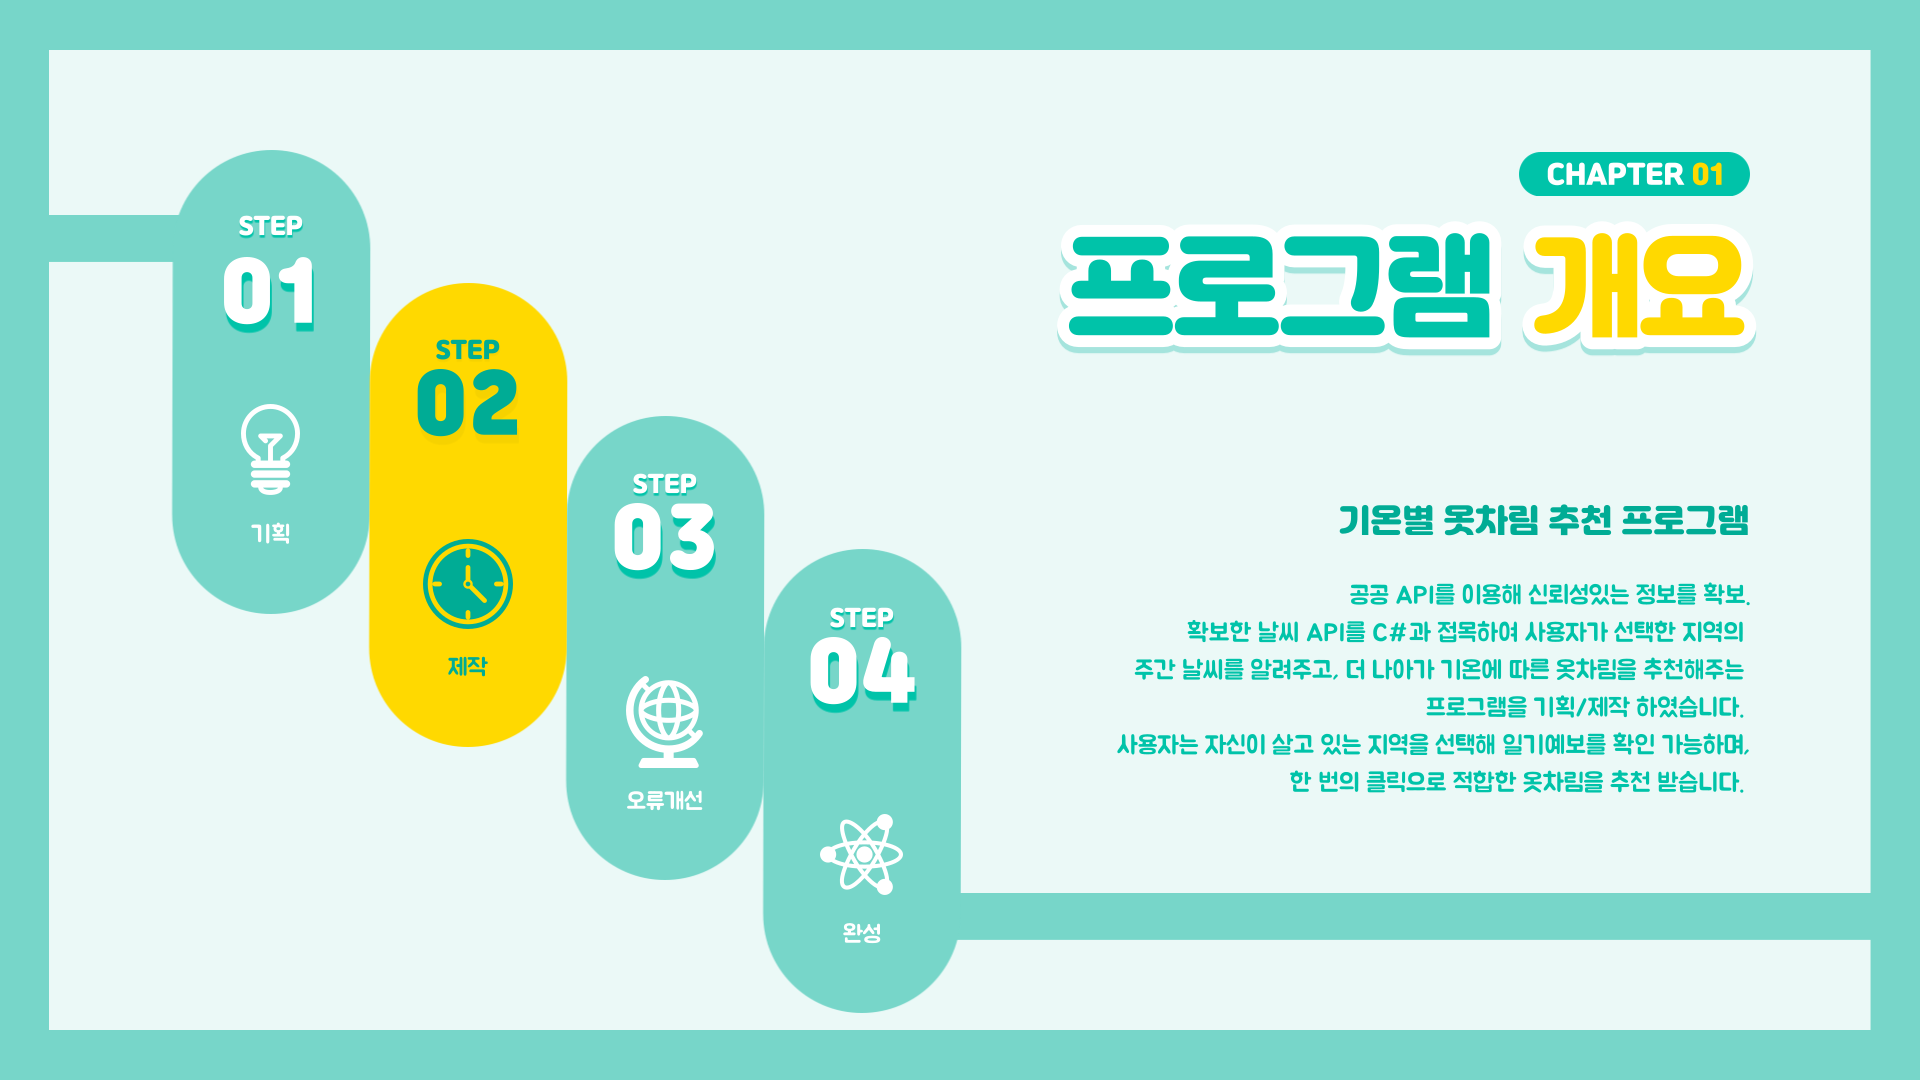 STEP
01
기획
STEP
02
제작
STEP
03
오류개선
STEP
04
완성
CHAPTER 01
프로그램 개요
기온별 옷차림 추천 프로그램
공공 API를 이용해 신뢰성있는 정보를 확보.
확보한 날씨 API를 C#과 접목하여 사용자가 선택한 지역의
주간 날씨를 알려주고, 더 나아가 기온에 따른 옷차림을 추천해주는
프로그램을 기획/제작 하였습니다.
사용자는 자신이 살고 있는 지역을 선택해 일기예보를 확인 가능하며,
한 번의 클릭으로 적합한 옷차림을 추천 받습니다.